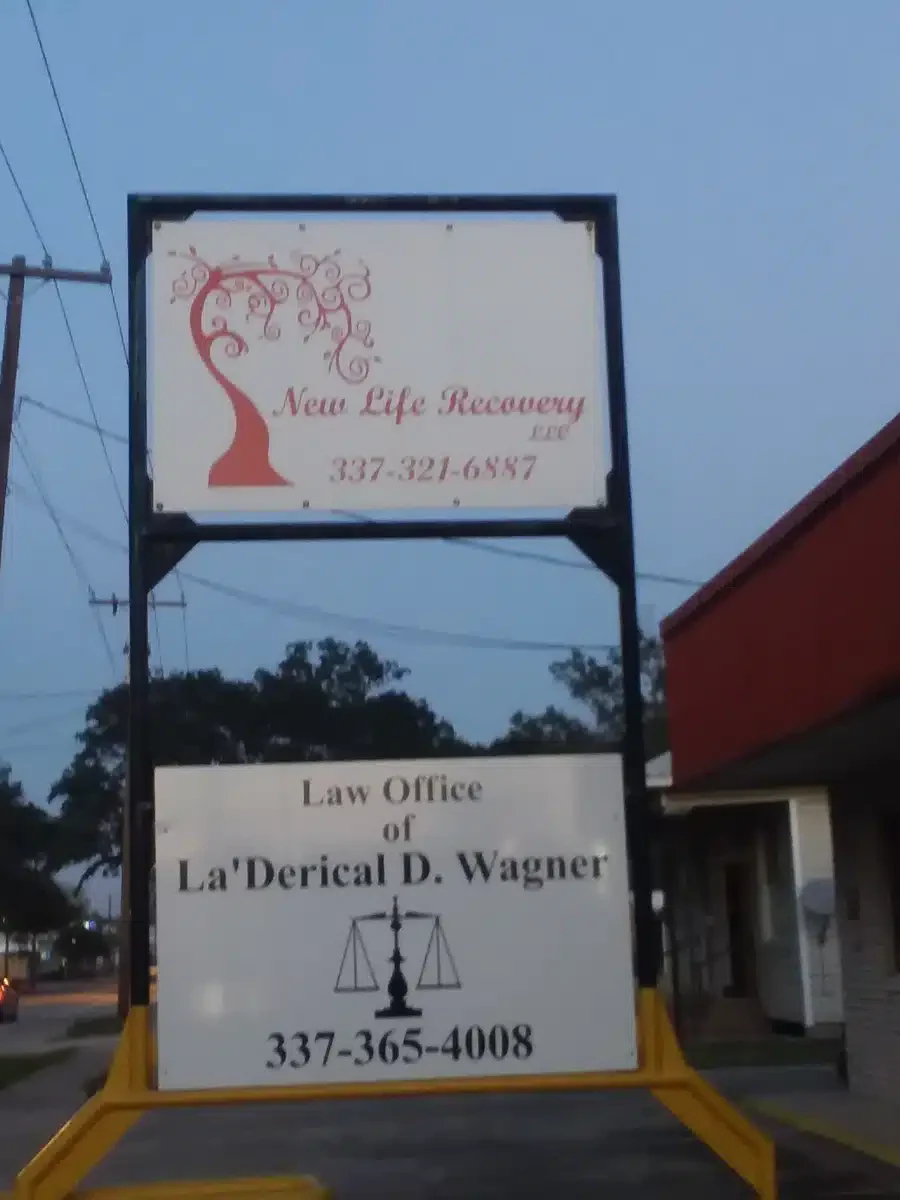 New Life Recovery
LLC
337-321-6887
Law Office
of
La'Derical D. Wagner
337-365-4008